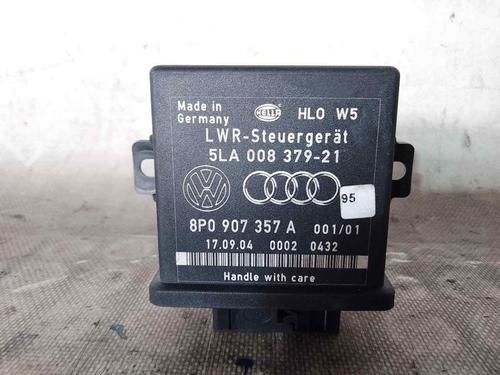 Made in
Germany
HELLA
HLO W5
LWR-Steuergerät
5LA 008 379-21
95
8P0 907 357 A 001/01
17.09.04 0002 0432
Handle with care